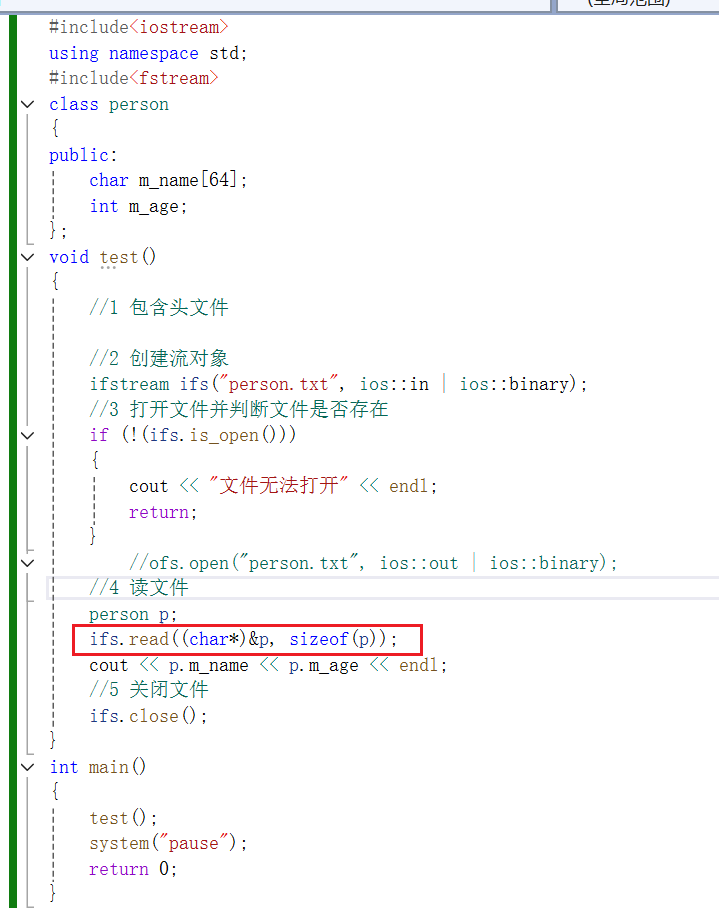 (全局范围)
#include<iostream>
using namespace std;
#include<fstream>
class person
{
public:
    char m_name[64];
    int m_age;
};
void test()
{
    //1 包含头文件
    //2 创建流对象
    ifstream ifs("person.txt", ios::in | ios::binary);
    //3 打开文件并判断文件是否存在
    if (!(ifs.is_open()))
    {
        cout << "文件无法打开" << endl;
        return;
    }
        //ofs.open("person.txt", ios::out | ios::binary);
    //4 读文件
    person p;
    ifs.read((char*)&p, sizeof(p));
    cout << p.m_name << p.m_age << endl;
    //5 关闭文件
    ifs.close();
}
int main()
{
    test();
    system("pause");
    return 0;
}